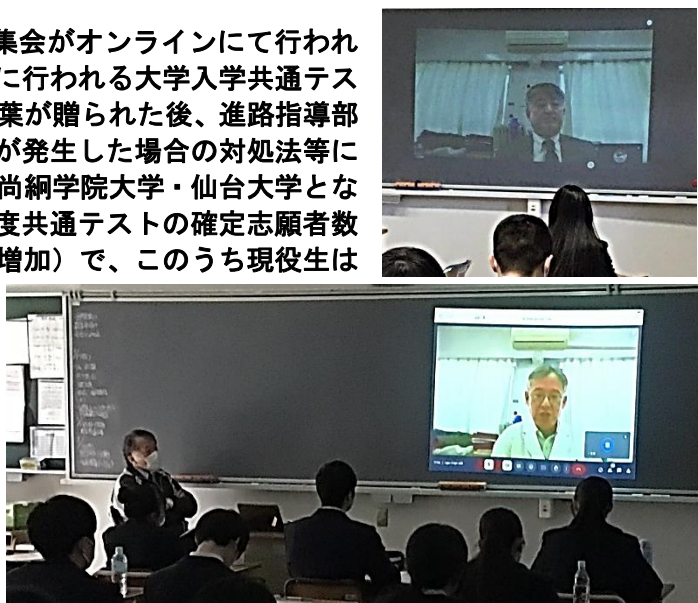 集会がオンラインにて行われ
に行われる大学入学共通テス
葉が贈られた後、進路指導部
が発生した場合の対処法等に
尚絅学院大学・仙台大学とな
度共通テストの確定志願者数
増加）で、このうち現役生は